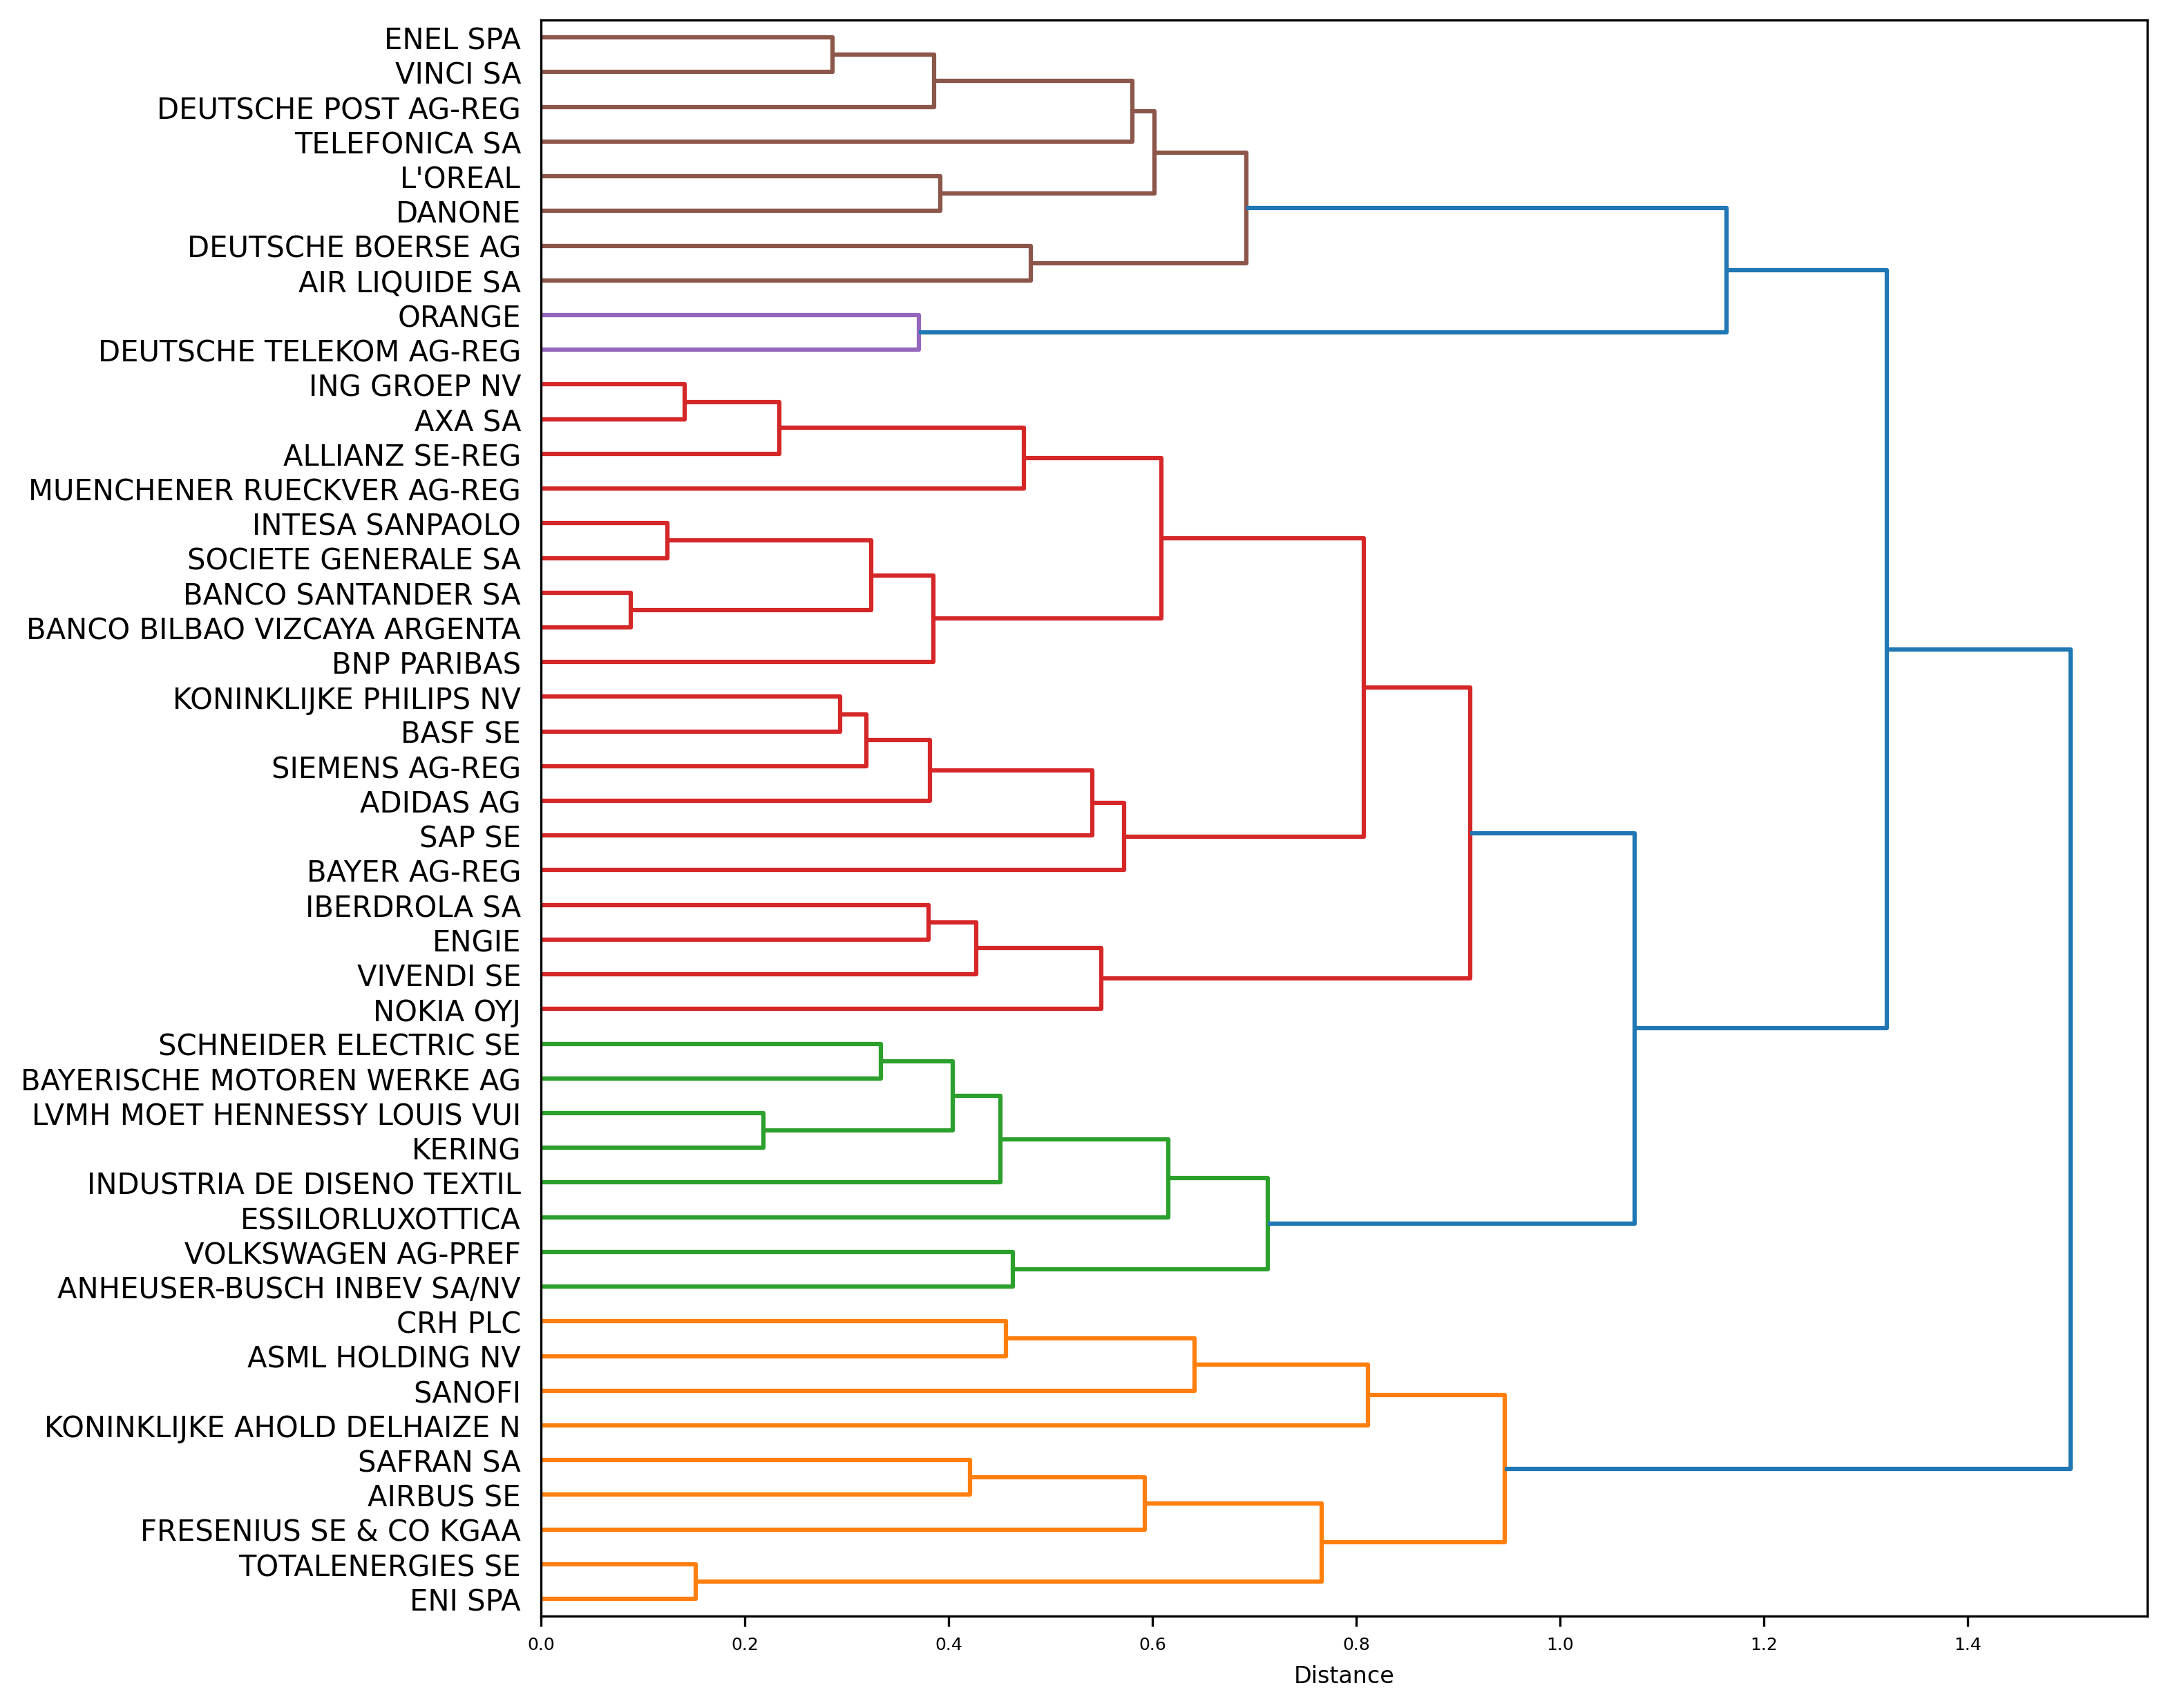 ENEL SPA
VINCI SA
DEUTSCHE POST AG-REG
TELEFONICA SA
L'OREAL
DANONE
DEUTSCHE BOERSE AG
AIR LIQUIDE SA
ORANGE
DEUTSCHE TELEKOM AG-REG
ING GROEP NV
AXA SA
ALLIANZ SE-REG
MUENCHENER RUECKVER AG-REG
INTESA SANPAOLO
SOCIETE GENERALE SA
BANCO SANTANDER SA
BANCO BILBAO VIZCAYA ARGENTA
BNP PARIBAS
KONINKLIJKE PHILIPS NV
BASF SE
SIEMENS AG-REG
ADIDAS AG
SAP SE
BAYER AG-REG
IBERDROLA SA
ENGIE
VIVENDI SE
NOKIA OYJ
SCHNEIDER ELECTRIC SE
BAYERISCHE MOTOREN WERKE AG
LVMH MOET HENNESSY LOUIS VUI
KERING
INDUSTRIA DE DISENO TEXTIL
ESSILORLUXOTTICA
VOLKSWAGEN AG-PREF
ANHEUSER-BUSCH INBEV SA/NV
CRH PLC
ASML HOLDING NV
SANOFI
KONINKLIJKE AHOLD DELHAIZE N
SAFRAN SA
AIRBUS SE
FRESENIUS SE & CO KGAA
TOTALENERGIES SE
ENI SPA
0.0 0.2 0.4 0.6 0.8 1.0 1.2 1.4
Distance